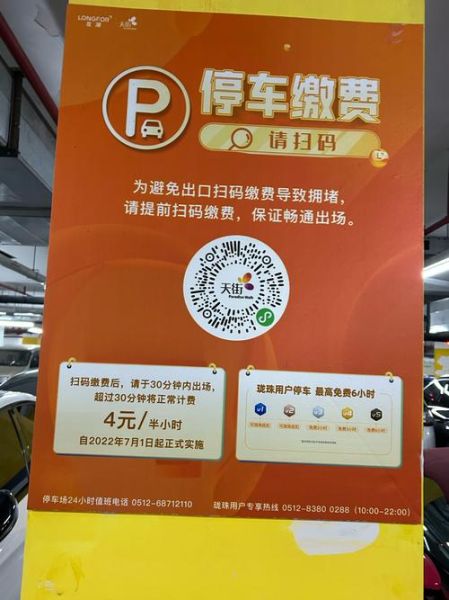 LONGFOR
龙湖
天街
P
停车缴费
请扫码
为避免出口扫码缴费导致拥堵，
请提前扫码缴费，保证畅通出场。
天街
Paradise Walk
扫码缴费后，请于30分钟内出场，
超过30分钟将正常计费
4元/半小时
自2022年7月1日起正式实施
珑珠用户停车 最高免费6小时
停车场24小时值班电话 0512-68712110
珑珠用户专享热线 0512-8380 0288 (10:00-22:00)